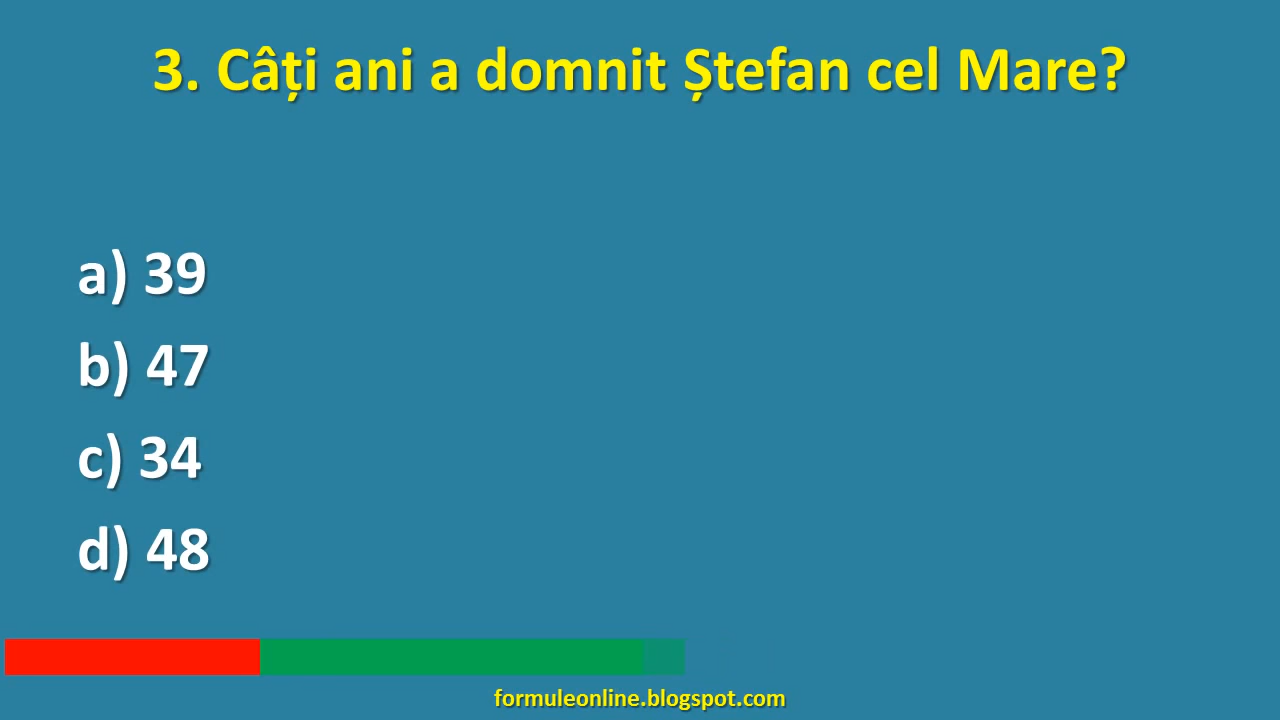 3. Câți ani a domnit Ștefan cel Mare?
a) 39
b) 47
c) 34
d) 48
formuleonline.blogspot.com